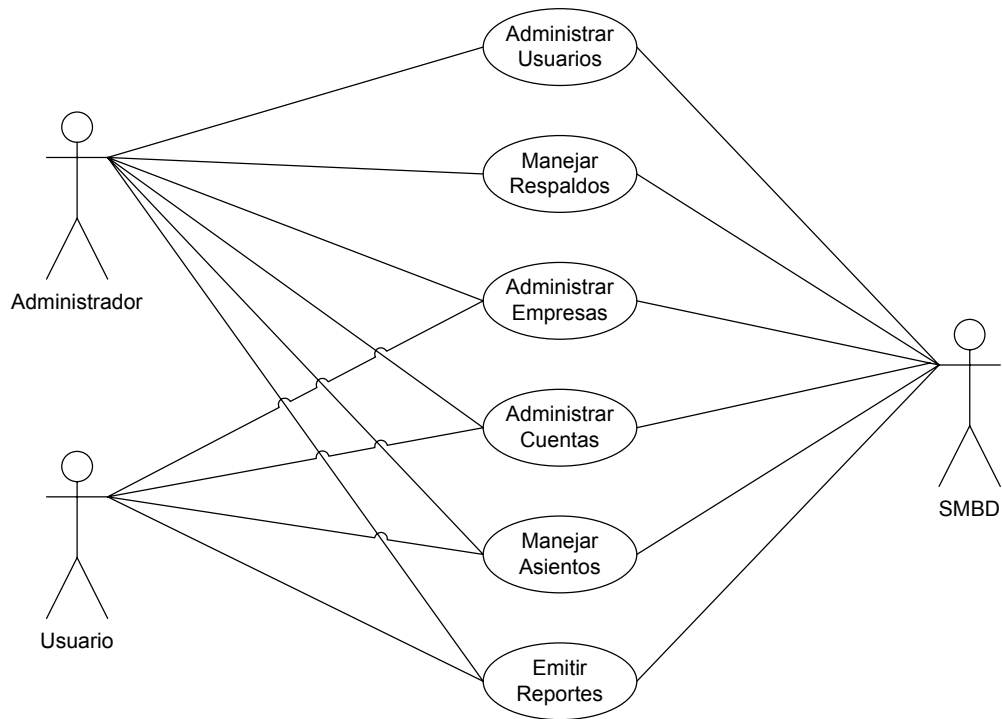 Administrar
Usuarios
Manejar
Respaldos
Administrador
Administrar
Empresas
Administrar
Cuentas
SMBD
Manejar
Asientos
Usuario
Emitir
Reportes